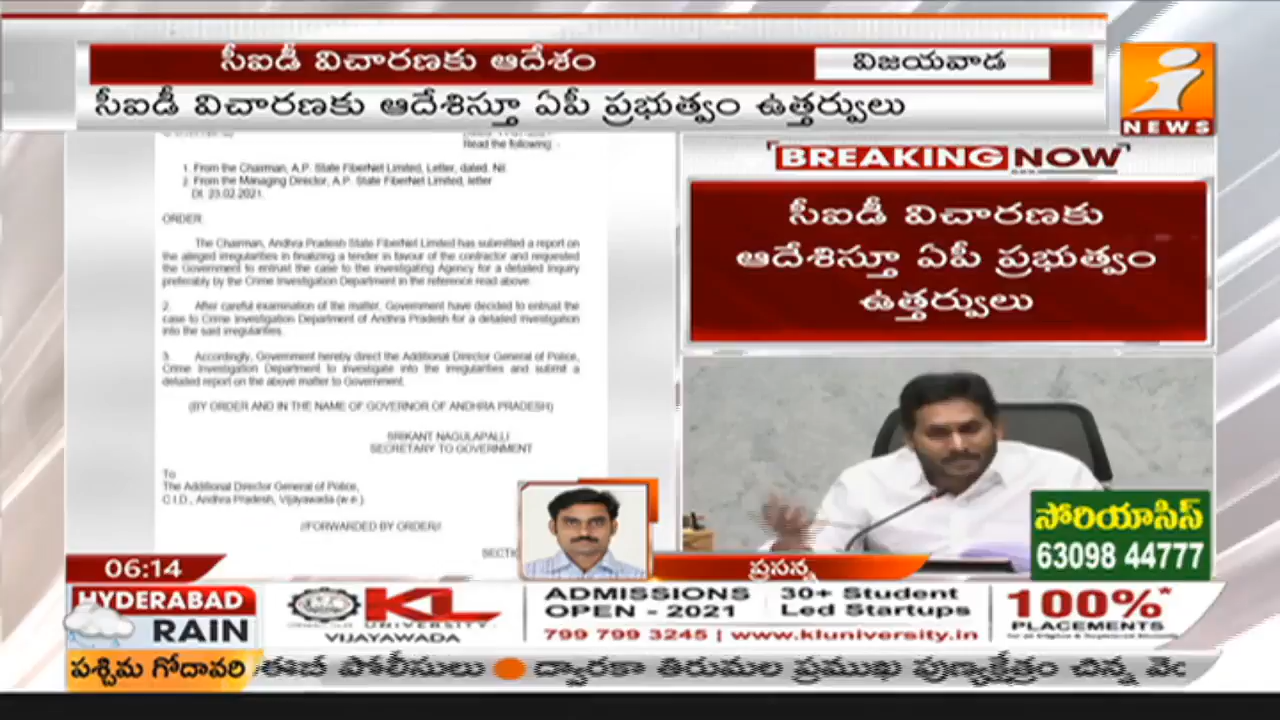 సీఐడీ విచారణకు ఆదేశం
విజయవాడ
సీఐడీ విచారణకు ఆదేశిస్తూ ఏపీ ప్రభుత్వం ఉత్తర్వులు
i
NEWS
Read the following:-
1. From the Chairman, A.P. State FiberNet Limited, Letter, dated. Nil.
2. From the Managing Director, A.P. State FiberNet Limited, letter
Dt. 23.02.2021.
ORDER:
The Chairman, Andhra Pradesh State FiberNet Limited has submitted a report on
the alleged irregularities in finalizing a tender in favour of the contractor and requested
the Government to entrust the case to the investigating Agency for a detailed Inquiry
preferably by the Crime Investigation Department in the reference read above.
2. After careful examination of the matter, Government have decided to entrust the
case to Crime Investigation Department of Andhra Pradesh for a detailed investigation
into the said irregularities.
3. Accordingly, Government hereby direct the Additional Director General of Police,
Crime Investigation Department to investigate into the irregularities and submit a
detailed report on the above matter to Government.
(BY ORDER AND IN THE NAME OF GOVERNOR OF ANDHRA PRADESH)
SRIKANT NAGULAPALLI
SECRETARY TO GOVERNMENT
To
The Additional Director General of Police,
C.I.D., Andhra Pradesh, Vijayawada (w.e.)
//FORWARDED BY ORDER//
BREAKING NOW
సీఐడీ విచారణకు
ఆదేశిస్తూ ఏపీ ప్రభుత్వం
ఉత్తర్వులు
సోరియాసిస్
63098 44777
ప్రసన్న
06:14
HYDERABAD
RAIN
KL
UNIVERSITY
VIJAYAWADA
ADMISSIONS
OPEN - 2021
30+ Student
Led Startups
799 799 3245 | www.kluniversity.in
100%*
PLACEMENTS
పశ్చిమ గోదావరి
ఈబీ పోలీసులు ద్వారకా తిరుమల ప్రముఖ పుణ్యక్షేత్రం చిన్న